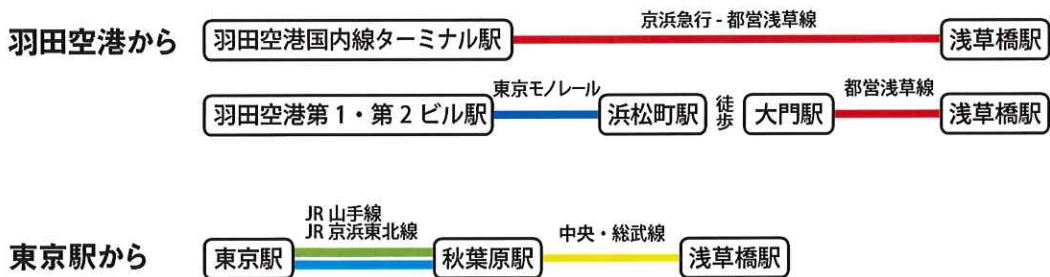 京浜急行 - 都営浅草線
羽田空港から 羽田空港国内線ターミナル駅 浅草橋駅
東京モノレール 都営浅草線
羽田空港第1・第2ビル駅 浜松町駅 徒歩 大門駅 浅草橋駅
JR 山手線
JR 京浜東北線 中央・総武線
東京駅から 東京駅 秋葉原駅 浅草橋駅